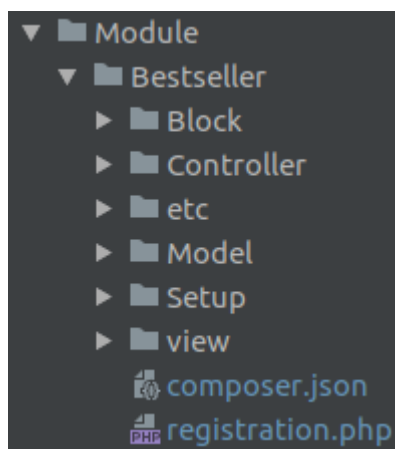 Module
Bestseller
Block
Controller
etc
Model
Setup
view
composer.json
registration.php